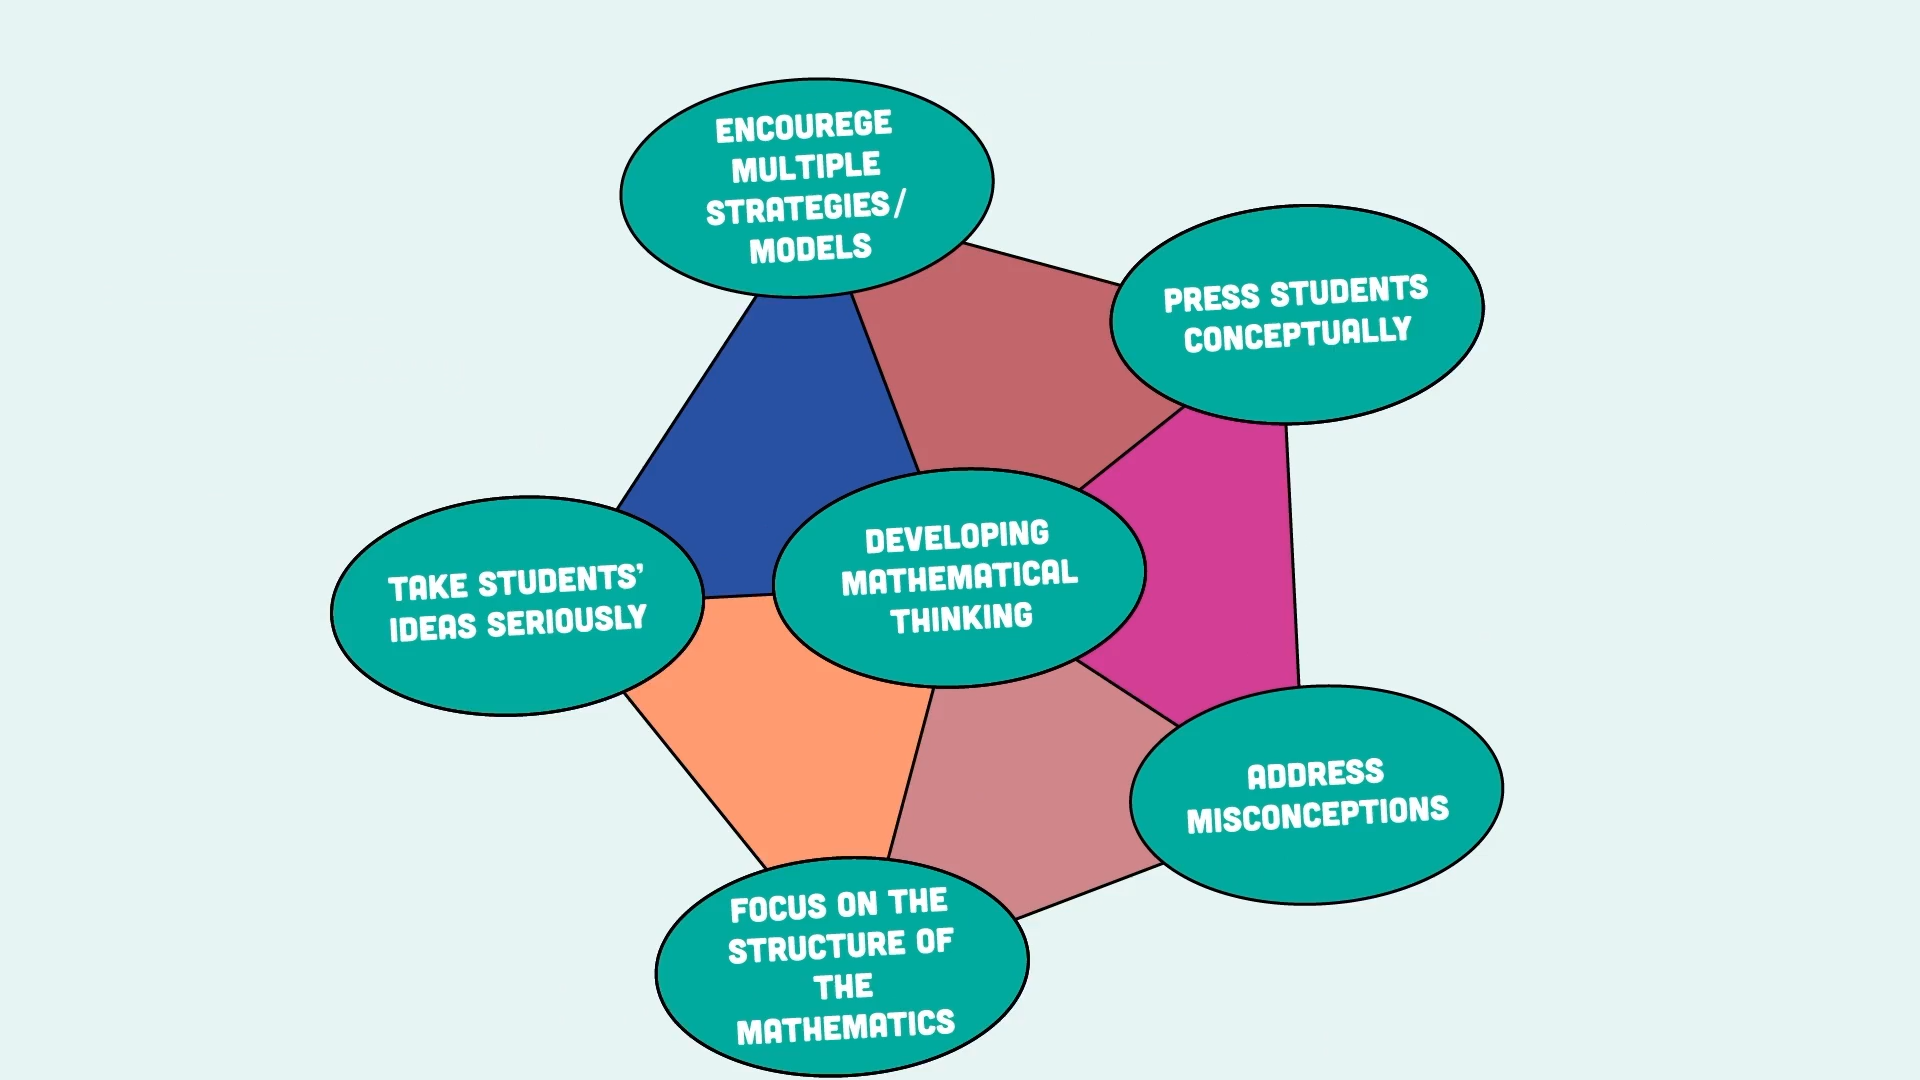 ENCOUREGE
MULTIPLE
STRATEGIES/
MODELS
PRESS STUDENTS
CONCEPTUALLY
DEVELOPING
MATHEMATICAL
THINKING
TAKE STUDENTS’
IDEAS SERIOUSLY
ADDRESS
MISCONCEPTIONS
FOCUS ON THE
STRUCTURE OF
THE
MATHEMATICS